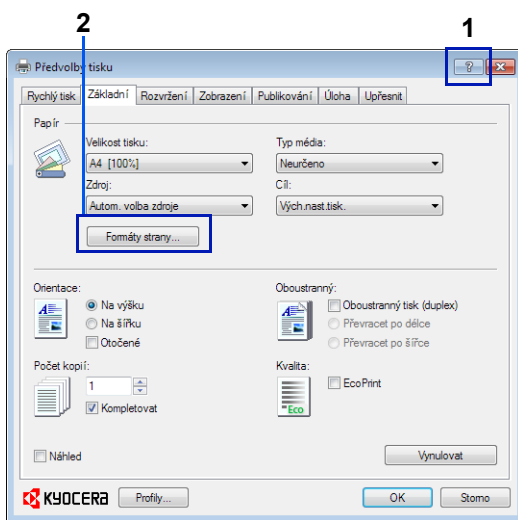 2
1
Předvolby tisku
?
Rychlý tisk Základní Rozvržení Zobrazení Publikování Úloha Upřesnit
Papír
Velikost tisku:
A4 [100%]
Zdroj:
Autom. volba zdroje
Formáty strany...
Typ média:
Neurčeno
Cíl:
Vých.nast.tisk.
Orientace:
Na výšku
Na šířku
Otočené
Oboustranný:
Oboustranný tisk (duplex)
Převracet po délce
Převracet po šířce
Počet kopií:
1
Kompletovat
Kvalita:
EcoPrint
Eco
Náhled
Vynulovat
KYOCERA
Profily...
OK
Storno